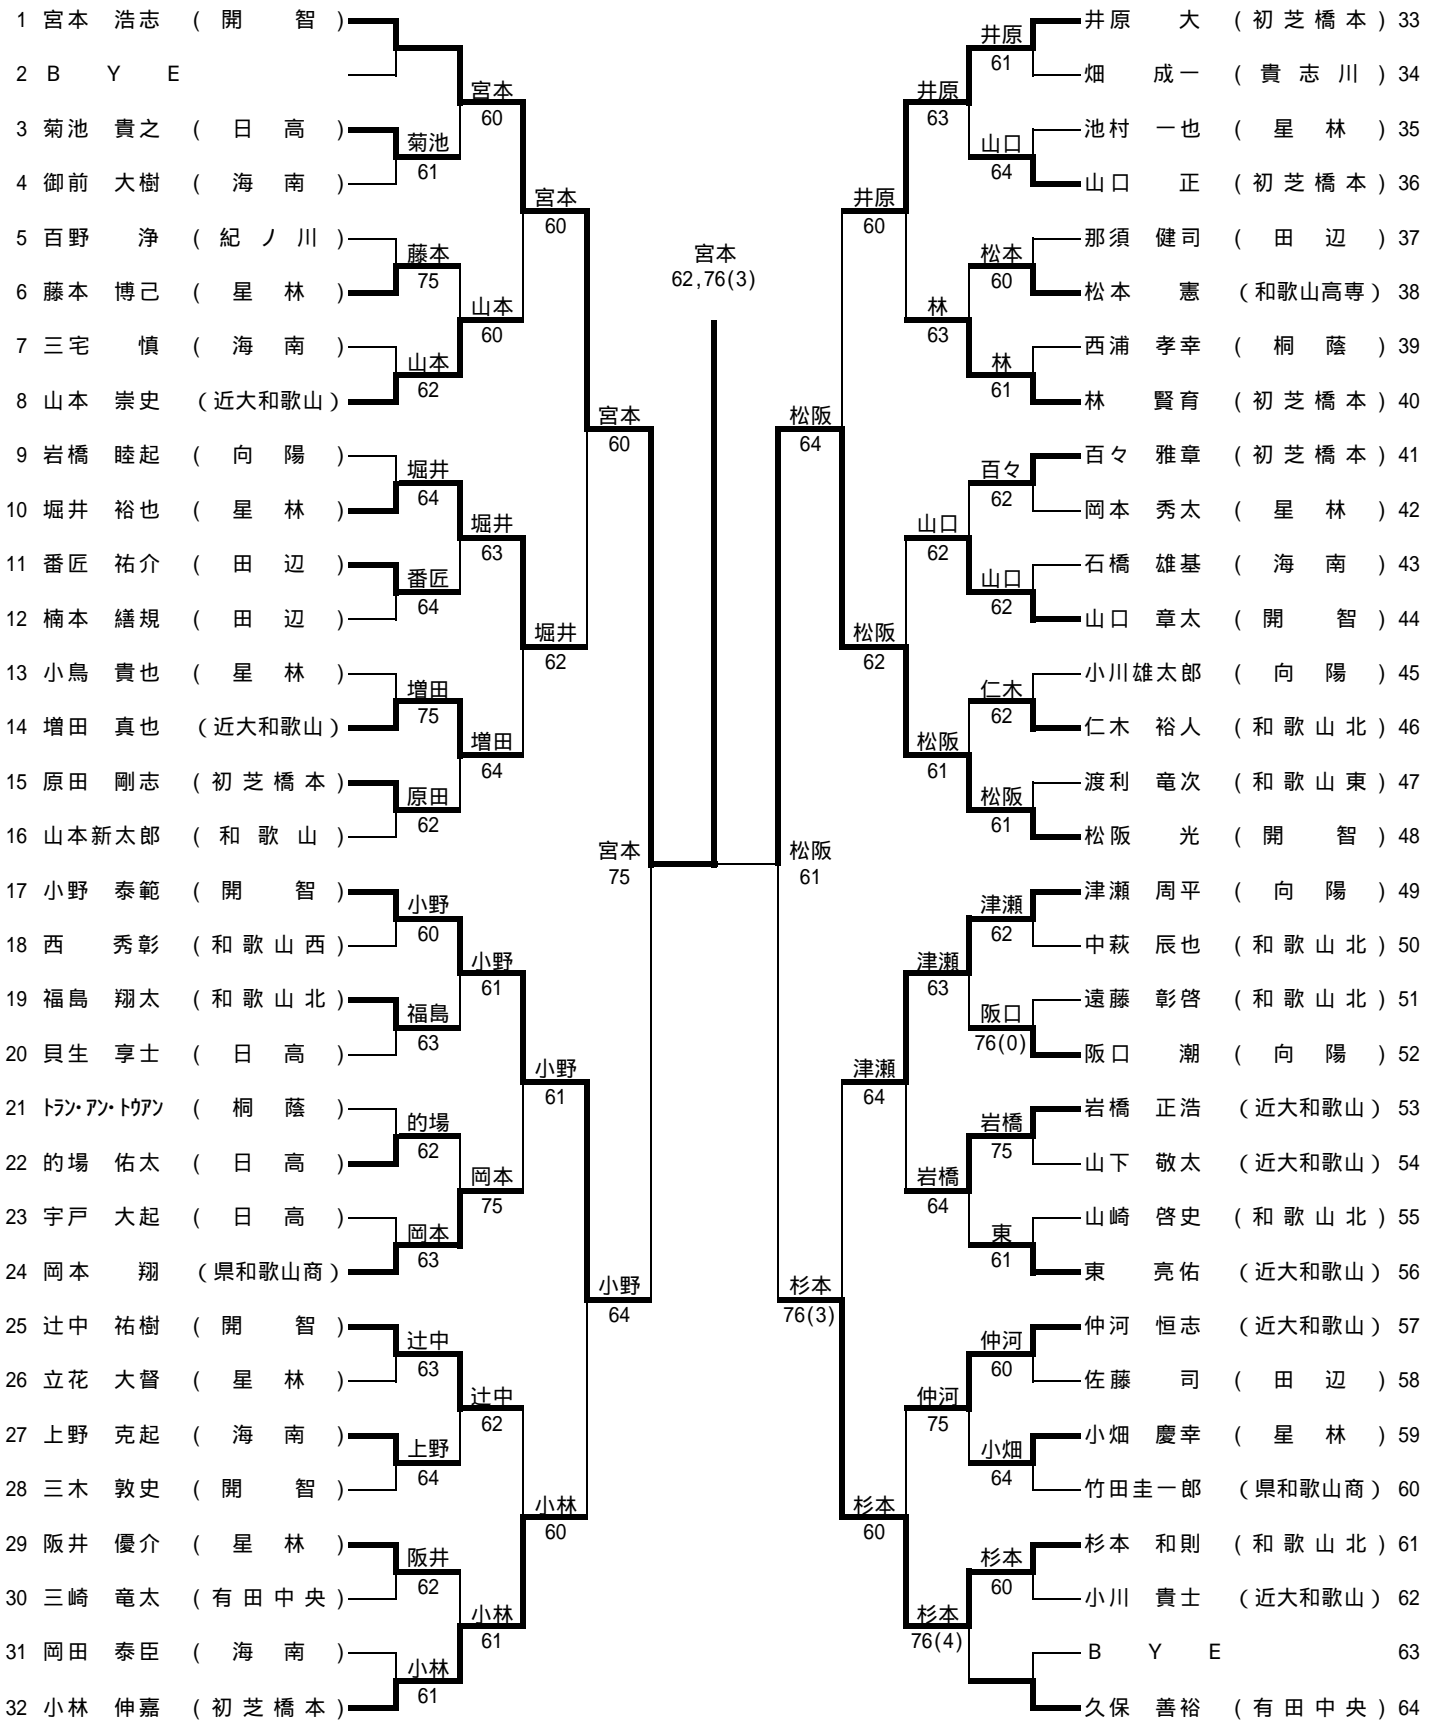 1 宮本 浩志 ( 開 智 )
2 B Y E
3 菊池 貴之 ( 日 高 )
4 御前 大樹 ( 海 南 )
5 百野 浄 ( 紀 ノ 川 )
6 藤本 博己 ( 星 林 )
7 三宅 慎 ( 海 南 )
8 山本 崇史 (近大和歌山)
9 岩橋 睦起 ( 向 陽 )
10 堀井 裕也 ( 星 林 )
11 番匠 祐介 ( 田 辺 )
12 楠本 繕規 ( 田 辺 )
13 小鳥 貴也 ( 星 林 )
14 増田 真也 (近大和歌山)
15 原田 剛志 ( 初 芝 橋 本 )
16 山本新太郎 ( 和 歌 山 )
17 小野 泰範 ( 開 智 )
18 西 秀彰 ( 和 歌 山 西 )
19 福島 翔太 ( 和 歌 山 北 )
20 貝生 享士 ( 日 高 )
21 トラン・アン・トゥアン ( 桐 蔭 )
22 的場 佑太 ( 日 高 )
23 宇戸 大起 ( 日 高 )
24 岡本 翔 (県和歌山商)
25 辻中 祐樹 ( 開 智 )
26 立花 大督 ( 星 林 )
27 上野 克起 ( 海 南 )
28 三木 敦史 ( 開 智 )
29 阪井 優介 ( 星 林 )
30 三崎 竜太 ( 有 田 中 央 )
31 岡田 泰臣 ( 海 南 )
32 小林 伸嘉 ( 初 芝 橋 本 )
菊池
61
藤本
75
山本
62
堀井
64
番匠
64
増田
75
原田
62
小野
60
福島
63
的場
62
岡本
63
辻中
63
上野
64
阪井
62
小林
61
宮本
60
山本
60
堀井
63
増田
64
小野
61
岡本
75
辻中
62
小林
61
宮本
60
堀井
62
小野
61
小林
60
宮本
60
小野
64
宮本
75
宮本
62,76(3)
松阪
61
松阪
64
杉本
76(3)
井原
60
松阪
62
津瀬
64
杉本
60
井原
63
林
63
山口
62
松阪
61
津瀬
63
岩橋
64
仲河
75
杉本
76(4)
井原
61
山口
64
松本
60
林
61
百々
62
山口
62
仁木
62
松阪
61
津瀬
62
阪口
76(0)
岩橋
75
東
61
仲河
60
小畑
64
杉本
60
井原 大 ( 初 芝 橋 本 ) 33
畑 成一 ( 貴 志 川 ) 34
池村 一也 ( 星 林 ) 35
山口 正 ( 初 芝 橋 本 ) 36
那須 健司 ( 田 辺 ) 37
松本 憲 (和歌山高専) 38
西浦 孝幸 ( 桐 蔭 ) 39
林 賢育 ( 初 芝 橋 本 ) 40
百々 雅章 ( 初 芝 橋 本 ) 41
岡本 秀太 ( 星 林 ) 42
石橋 雄基 ( 海 南 ) 43
山口 章太 ( 開 智 ) 44
小川雄太郎 ( 向 陽 ) 45
仁木 裕人 ( 和 歌 山 北 ) 46
渡利 竜次 ( 和 歌 山 東 ) 47
松阪 光 ( 開 智 ) 48
津瀬 周平 ( 向 陽 ) 49
中萩 辰也 ( 和 歌 山 北 ) 50
遠藤 彰啓 ( 和 歌 山 北 ) 51
阪口 潮 ( 向 陽 ) 52
岩橋 正浩 (近大和歌山) 53
山下 敬太 (近大和歌山) 54
山崎 啓史 ( 和 歌 山 北 ) 55
東 亮佑 (近大和歌山) 56
仲河 恒志 (近大和歌山) 57
佐藤 司 ( 田 辺 ) 58
小畑 慶幸 ( 星 林 ) 59
竹田圭一郎 (県和歌山商) 60
杉本 和則 ( 和 歌 山 北 ) 61
小川 貴士 (近大和歌山) 62
B Y E 63
久保 善裕 ( 有 田 中 央 ) 64